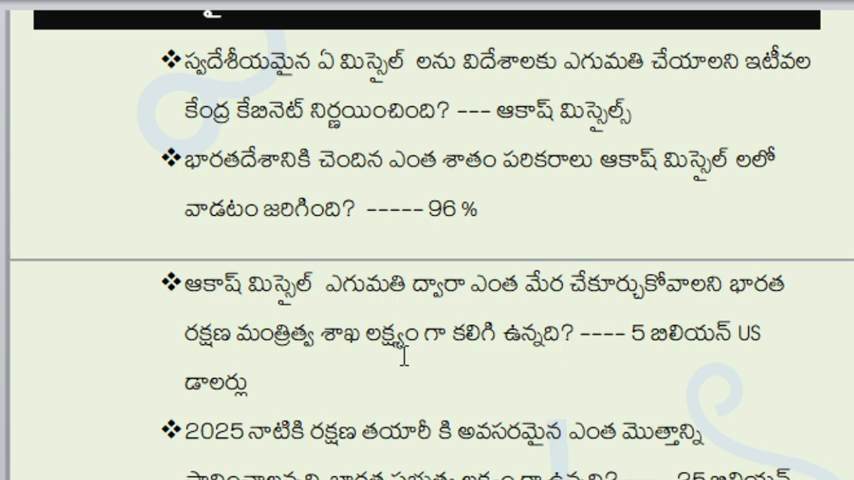 ❖స్వదేశీయమైన ఏ మిస్సైల్ లను విదేశాలకు ఎగుమతి చేయాలని ఇటీవల
కేంద్ర కేబినెట్ నిర్ణయించింది? --- ఆకాష్ మిస్సైల్స్
❖భారతదేశానికి చెందిన ఎంత శాతం పరికరాలు ఆకాష్ మిస్సైల్ లలో
వాడటం జరిగింది? ----- 96 %
❖ఆకాష్ మిస్సైల్ ఎగుమతి ద్వారా ఎంత మేర చేకూర్చుకోవాలని భారత
రక్షణ మంత్రిత్వ శాఖ లక్ష్యం గా కలిగి ఉన్నది? ---- 5 బిలియన్ US
డాలర్లు
❖2025 నాటికి రక్షణ తయారీ కి అవసరమైన ఎంత మొత్తాన్ని